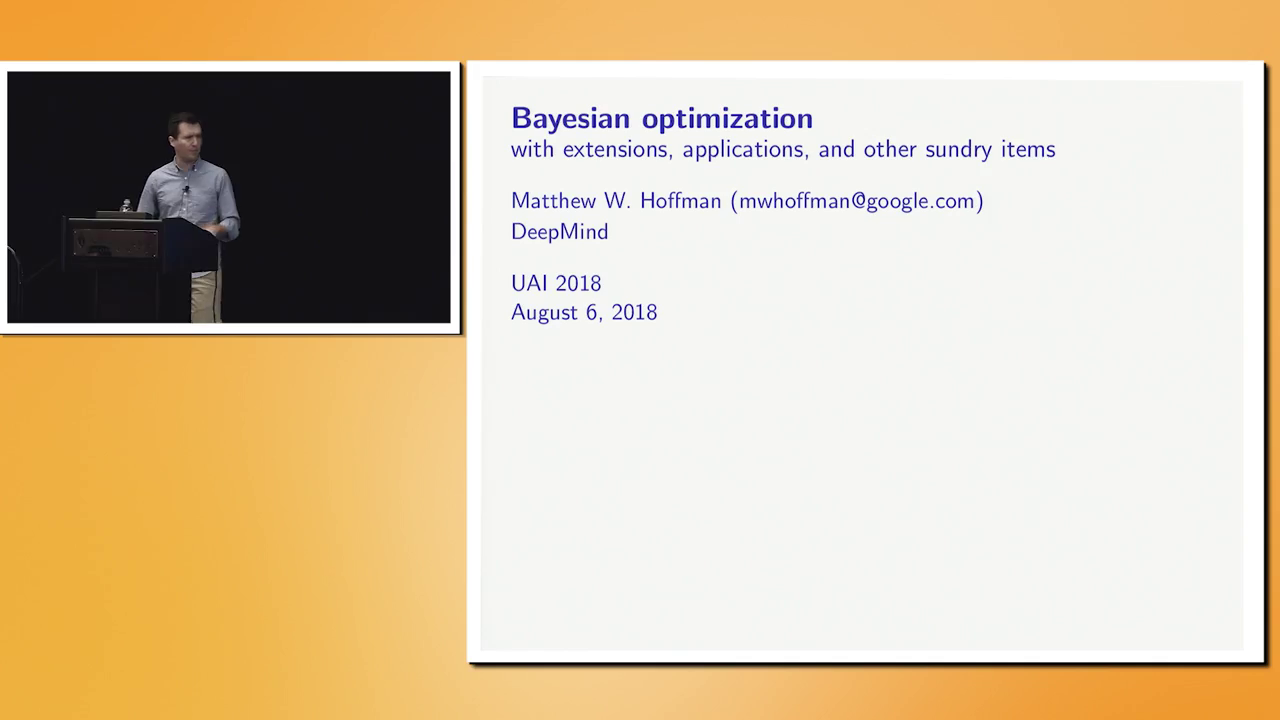 Bayesian optimization
with extensions, applications, and other sundry items
Matthew W. Hoffman (mwhoffman@google.com)
DeepMind
UAI 2018
August 6, 2018